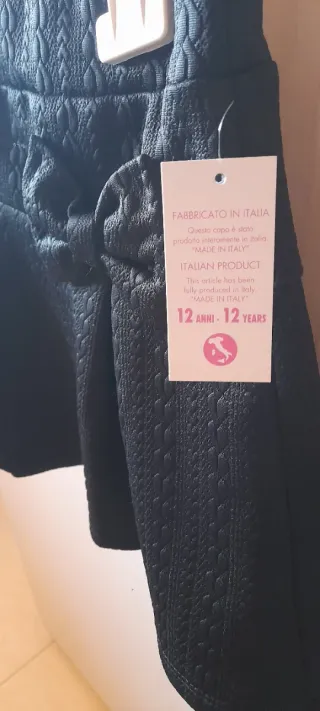 FABBRICATO IN ITALIA
Questo capo è stato
prodotto interamente in Italia
"MADE IN ITALY"
ITALIAN PRODUCT
This article has been
fully produced in Italy.
"MADE IN ITALY"
12 ANNI - 12 YEARS